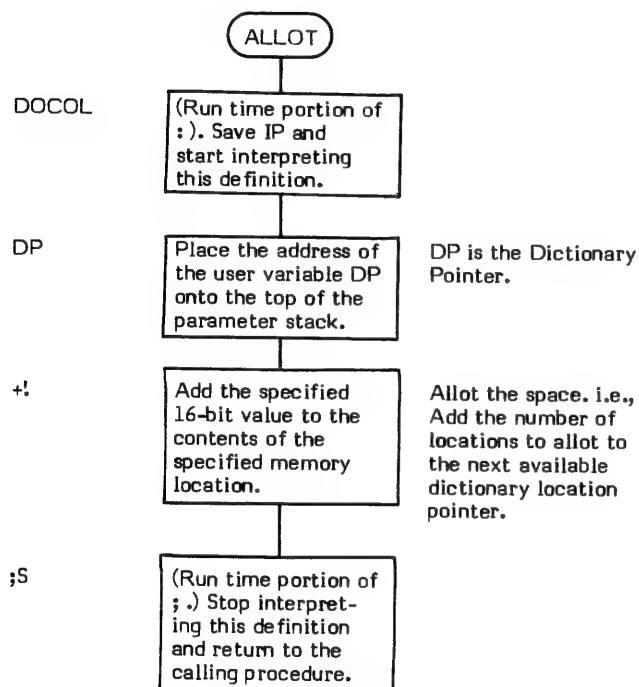 ALLOT
DOCOL
(Run time portion of
: ). Save IP and
start interpreting
this definition.
DP
Place the address of
the user variable DP
onto the top of the
parameter stack.
DP is the Dictionary
Pointer.
+!
Add the specified
16-bit value to the
contents of the
specified memory
location.
Allot the space. i.e.,
Add the number of
locations to allot to
the next available
dictionary location
pointer.
;S
(Run time portion of
; .) Stop interpret-
ing this definition
and return to the
calling procedure.